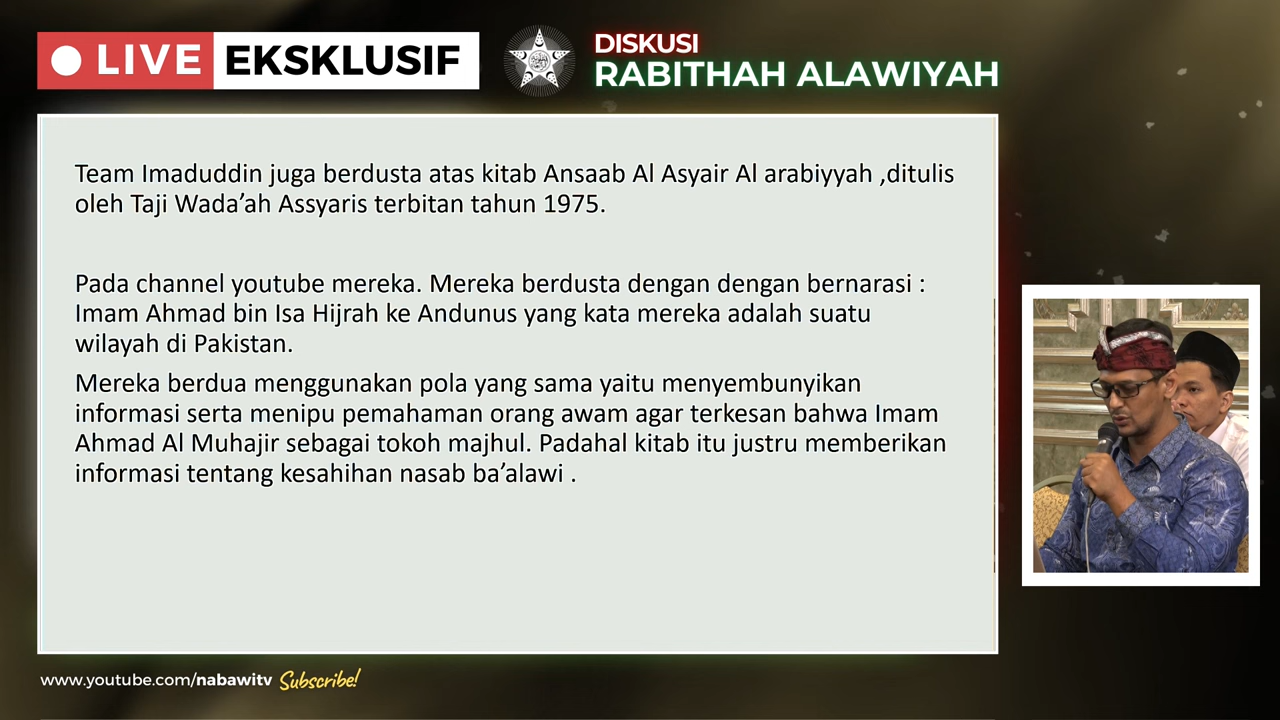 LIVE EKSKLUSIF
DISKUSI
RABITHAH ALAWIYAH
Team Imaduddin juga berdusta atas kitab Ansaab Al Asyair Al arabiyyah ,ditulis
oleh Taji Wada’ah Assyaris terbitan tahun 1975.
Pada channel youtube mereka. Mereka berdusta dengan dengan bernarasi :
Imam Ahmad bin Isa Hijrah ke Andunus yang kata mereka adalah suatu
wilayah di Pakistan.
Mereka berdua menggunakan pola yang sama yaitu menyembunyikan
informasi serta menipu pemahaman orang awam agar terkesan bahwa Imam
Ahmad Al Muhajir sebagai tokoh majhul. Padahal kitab itu justru memberikan
informasi tentang kesahihan nasab ba’alawi .
www.youtube.com/nabawitv Subscribe!